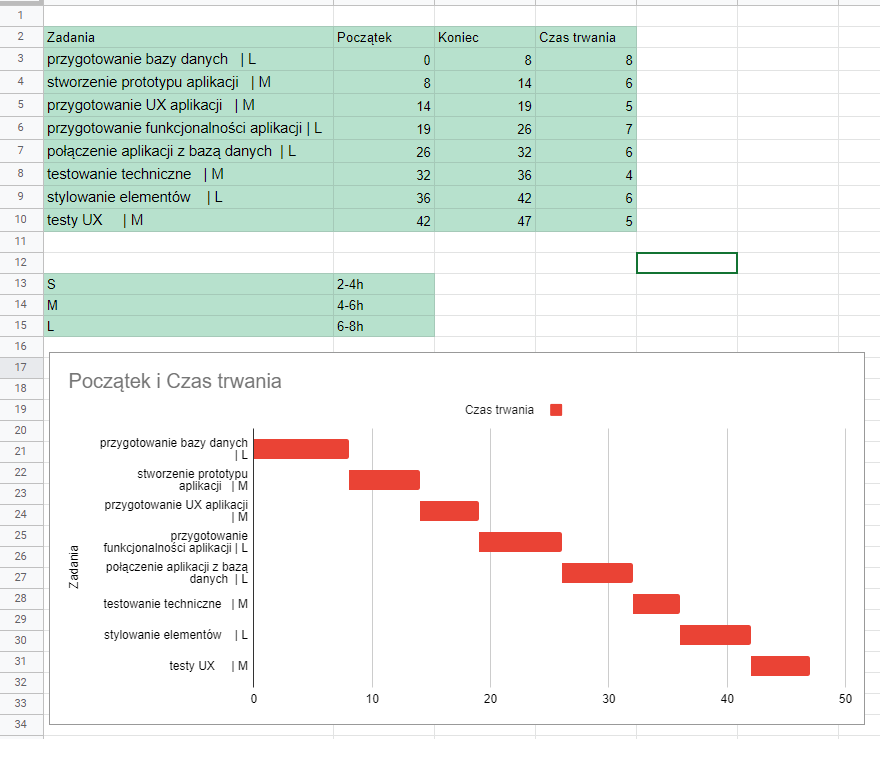 1
2 Zadania Początek Koniec Czas trwania
3 przygotowanie bazy danych | L 0 8 8
4 stworzenie prototypu aplikacji | M 8 14 6
5 przygotowanie UX aplikacji | M 14 19 5
6 przygotowanie funkcjonalności aplikacji | L 19 26 7
7 połączenie aplikacji z bazą danych | L 26 32 6
8 testowanie techniczne | M 32 36 4
9 stylowanie elementów | L 36 42 6
10 testy UX | M 42 47 5
11
12
13 S 2-4h
14 M 4-6h
15 L 6-8h
16
17
18
19
20
21
22
23
24
25
26
27
28
29
30
31
32
33
34
Początek i Czas trwania
Czas trwania
Zadania
przygotowanie bazy danych
| L
stworzenie prototypu
aplikacji | M
przygotowanie UX aplikacji
| M
przygotowanie
funkcjonalności aplikacji | L
połączenie aplikacji z bazą
danych | L
testowanie techniczne | M
stylowanie elementów | L
testy UX | M
0 10 20 30 40 50